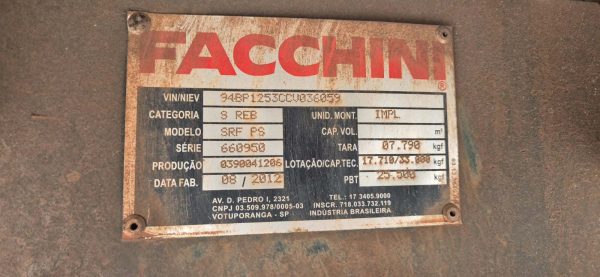 FACCHINI®
VIN/NIEV 94BP1253CCV036059
CATEGORIA S REB UNID. MONT. IMPL.
MODELO SRF PS CAP. VOL. m³
SÉRIE 660950 TARA 07.790 kgf
PRODUÇÃO 0390041206 LOTAÇÃO/CAP.TEC. 17.710/33.000 kgf
DATA FAB. 08 / 2012 PBT 25.500 kgf
AV. D. PEDRO I, 2321 TEL.: 17 3405.9000
CNPJ 03.509.978/0005-03 INSCR. 718.033.732.119
VOTUPORANGA - SP INDÚSTRIA BRASILEIRA